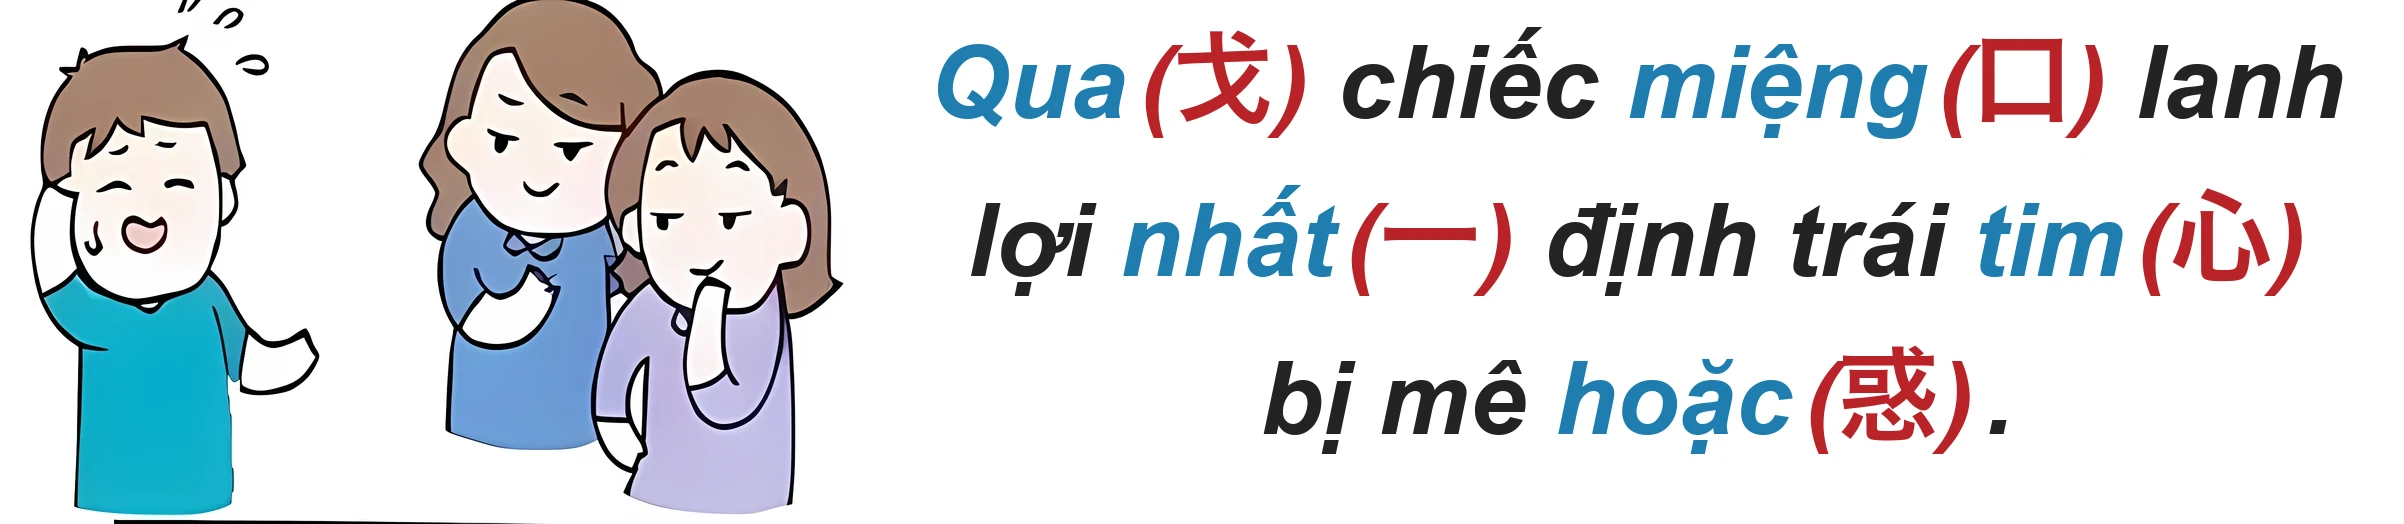 Qua (戈) chiếc miệng (口) lanh
lợi nhất (一) định trái tim (心)
bị mê hoặc (惑) .